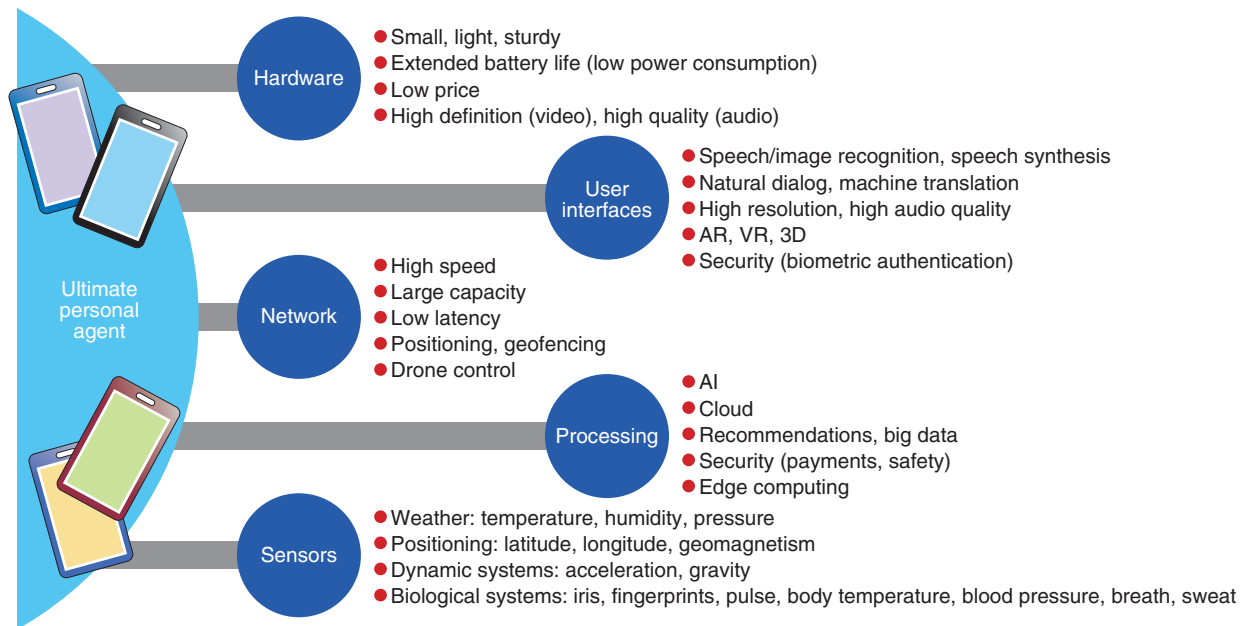 Ultimate
personal
agent
Hardware
● Small, light, sturdy
● Extended battery life (low power consumption)
● Low price
● High definition (video), high quality (audio)
User
interfaces
● Speech/image recognition, speech synthesis
● Natural dialog, machine translation
● High resolution, high audio quality
● AR, VR, 3D
● Security (biometric authentication)
Network
● High speed
● Large capacity
● Low latency
● Positioning, geofencing
● Drone control
Processing
● AI
● Cloud
● Recommendations, big data
● Security (payments, safety)
● Edge computing
Sensors
● Weather: temperature, humidity, pressure
● Positioning: latitude, longitude, geomagnetism
● Dynamic systems: acceleration, gravity
● Biological systems: iris, fingerprints, pulse, body temperature, blood pressure, breath, sweat